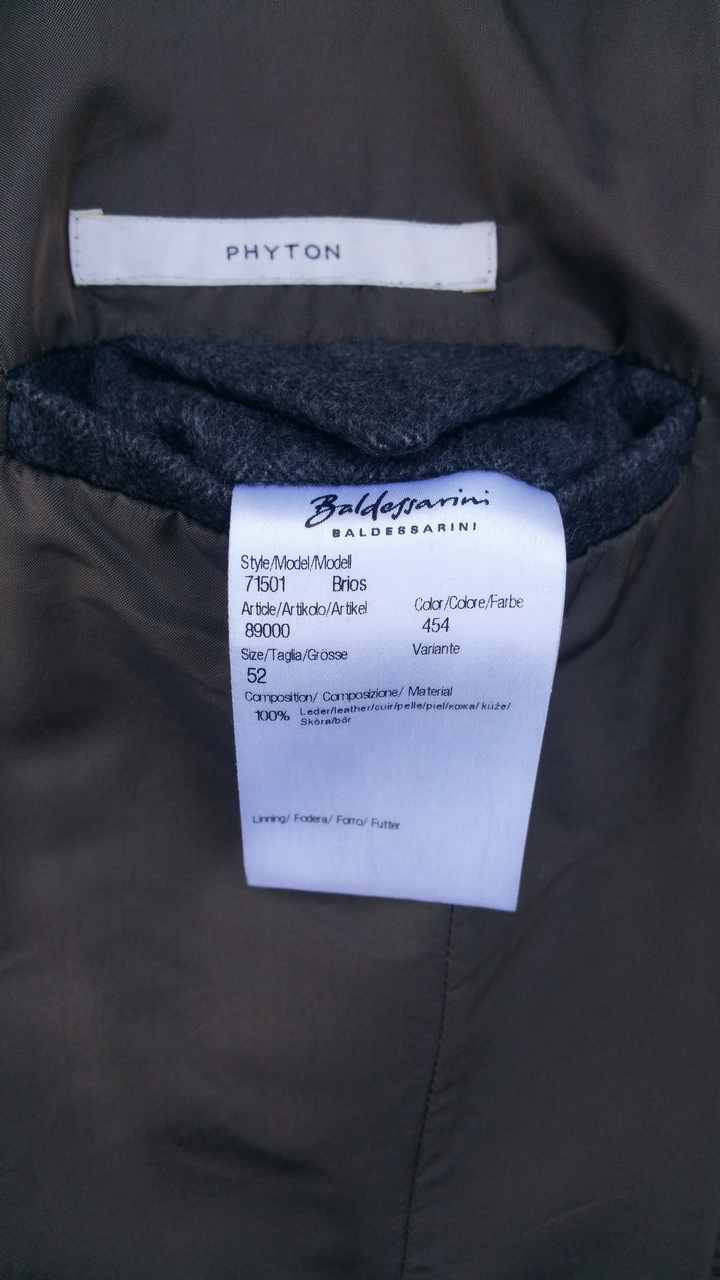 PHYTON
Baldessarini
BALDESSARINI
Style/Model/Modell
71501 Brios
Article/Artikolo/Artikel Color/Colore/Farbe
89000 454
Size/Taglia/Grösse Variante
52
Composition/ Composizione/ Material
100% Leder/leather/cuir/pelle/piel/кожа/ kůže/
Skóra/bőr
Linning/ Fodera/ Forro/ Futter